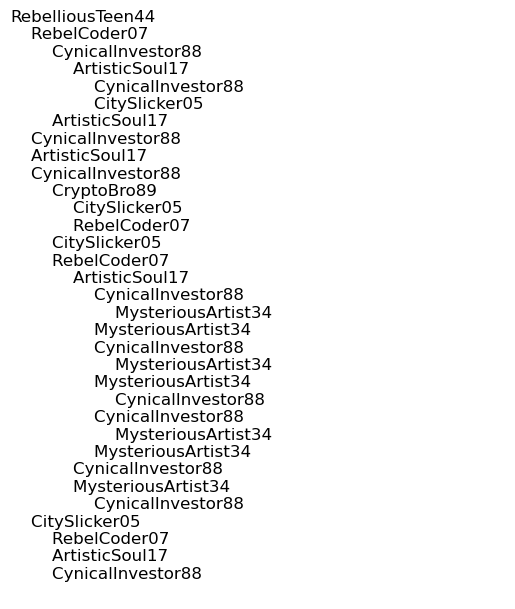 RebelliousTeen44
    RebelCoder07
        CynicalInvestor88
            ArtisticSoul17
                CynicalInvestor88
                CitySlicker05
        ArtisticSoul17
    CynicalInvestor88
    ArtisticSoul17
    CynicalInvestor88
        CryptoBro89
            CitySlicker05
            RebelCoder07
        CitySlicker05
        RebelCoder07
            ArtisticSoul17
                CynicalInvestor88
                    MysteriousArtist34
                MysteriousArtist34
                CynicalInvestor88
                    MysteriousArtist34
                MysteriousArtist34
                    CynicalInvestor88
                CynicalInvestor88
                    MysteriousArtist34
                MysteriousArtist34
            CynicalInvestor88
            MysteriousArtist34
                CynicalInvestor88
    CitySlicker05
        RebelCoder07
        ArtisticSoul17
        CynicalInvestor88